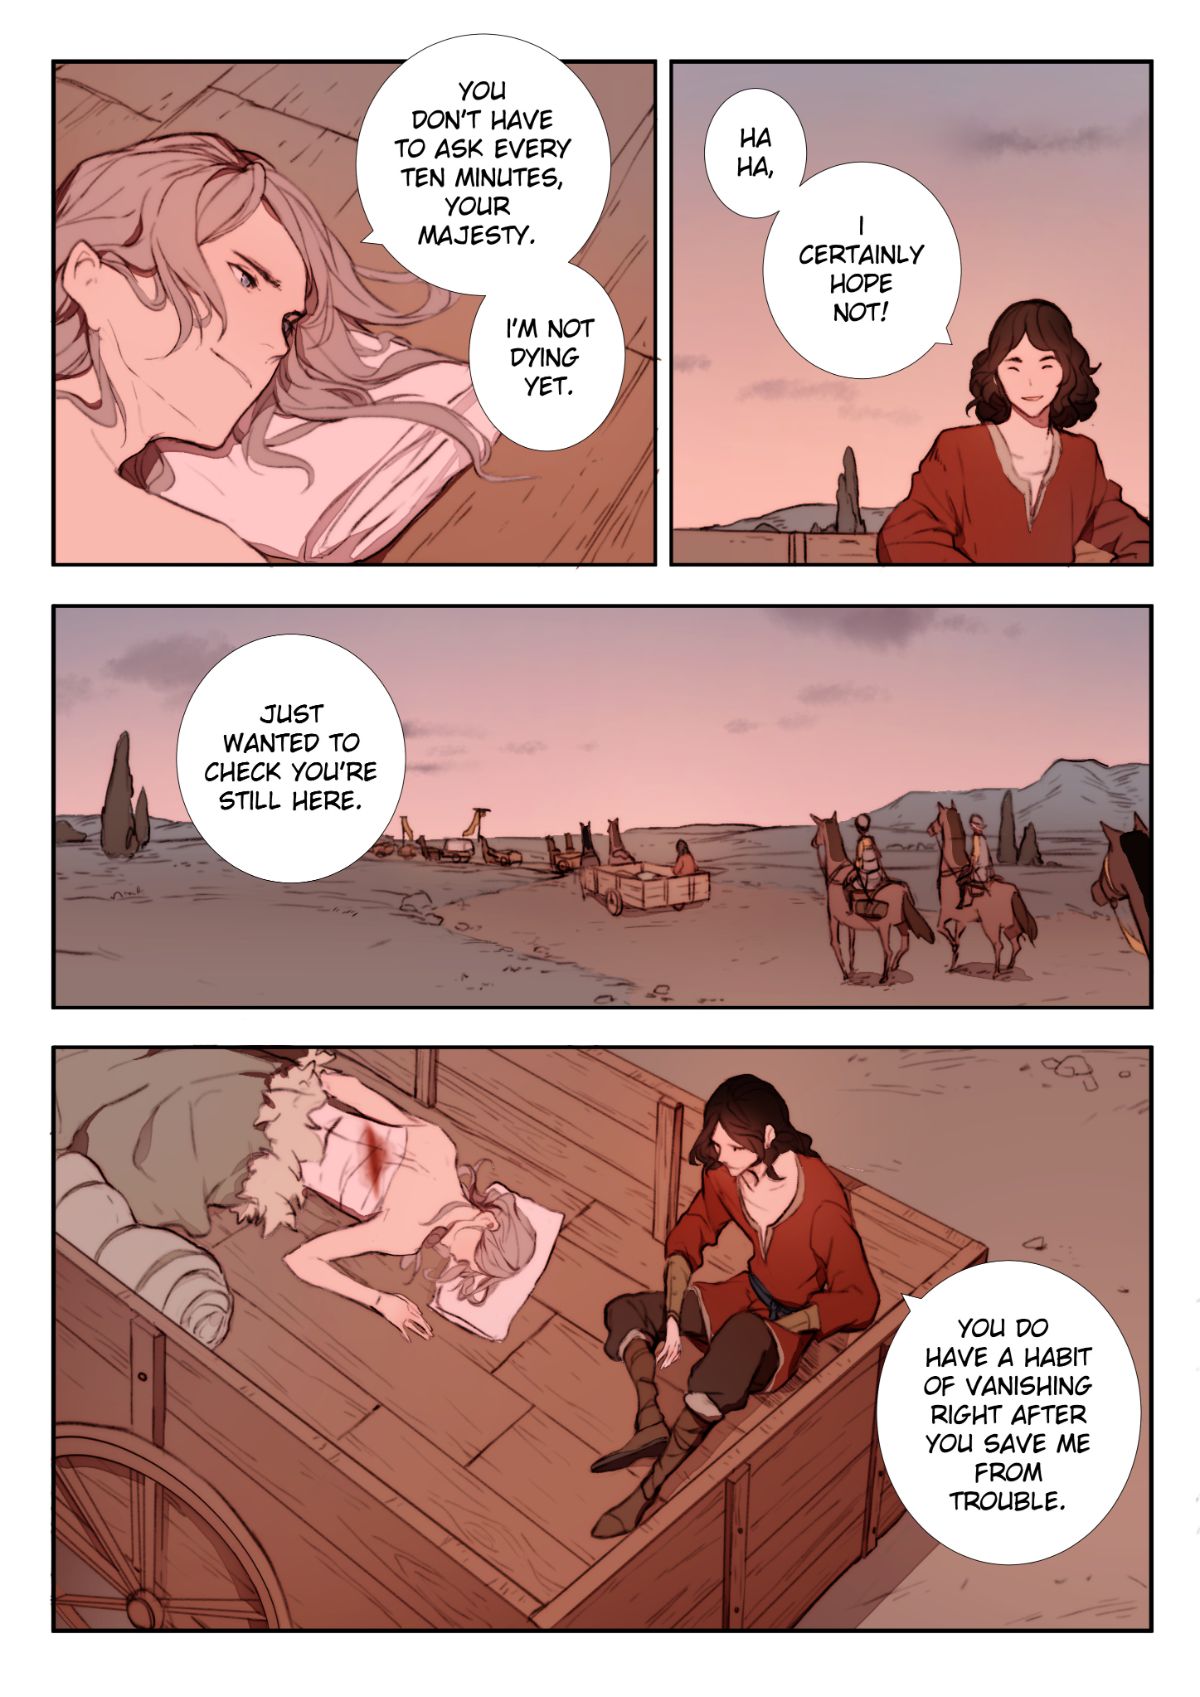 YOU
DON'T HAVE
TO ASK EVERY
TEN MINUTES,
YOUR
MAJESTY.
I'M NOT
DYING
YET.
HA
HA,
I
CERTAINLY
HOPE
NOT!
JUST
WANTED TO
CHECK YOU'RE
STILL HERE.
YOU DO
HAVE A HABIT
OF VANISHING
RIGHT AFTER
YOU SAVE ME
FROM
TROUBLE.